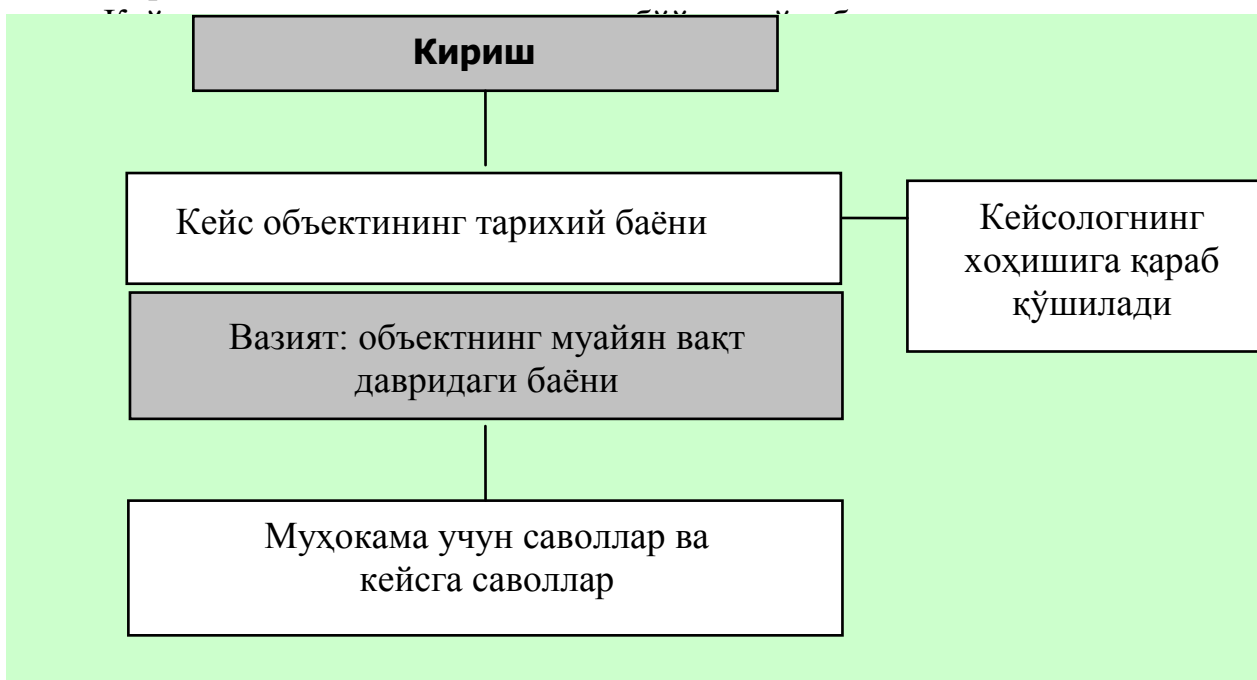 Кириш
Кейс объектининг тарихий баёни
Кейсологнинг
хоҳишига қараб
қўшилади
Вазият: объектнинг муайян вақт
давридаги баёни
Муҳокама учун саволлар ва
кейсга саволлар